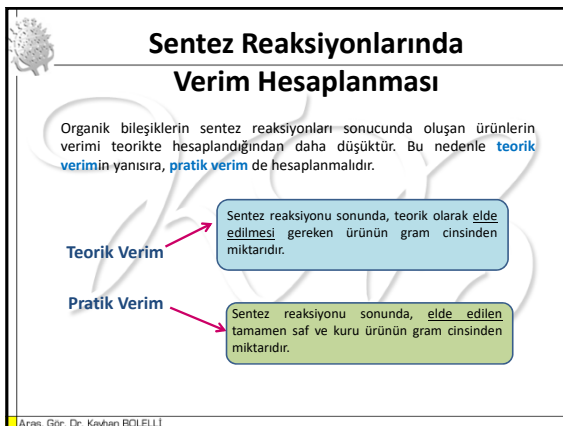 Sentez Reaksiyonlarında
Verim Hesaplanması
Organik bileşiklerin sentez reaksiyonları sonucunda oluşan ürünlerin
verimi teorikte hesaplandığından daha düşüktür. Bu nedenle teorik
verimin yanısıra, pratik verim de hesaplanmalıdır.
Sentez reaksiyonu sonunda, teorik olarak elde
edilmesi gereken ürünün gram cinsinden
miktarıdır.
Teorik Verim
Pratik Verim
Sentez reaksiyonu sonunda, elde edilen
tamamen saf ve kuru ürünün gram cinsinden
miktarıdır.
Araş. Gör. Dr. Kayhan BOLELLİ